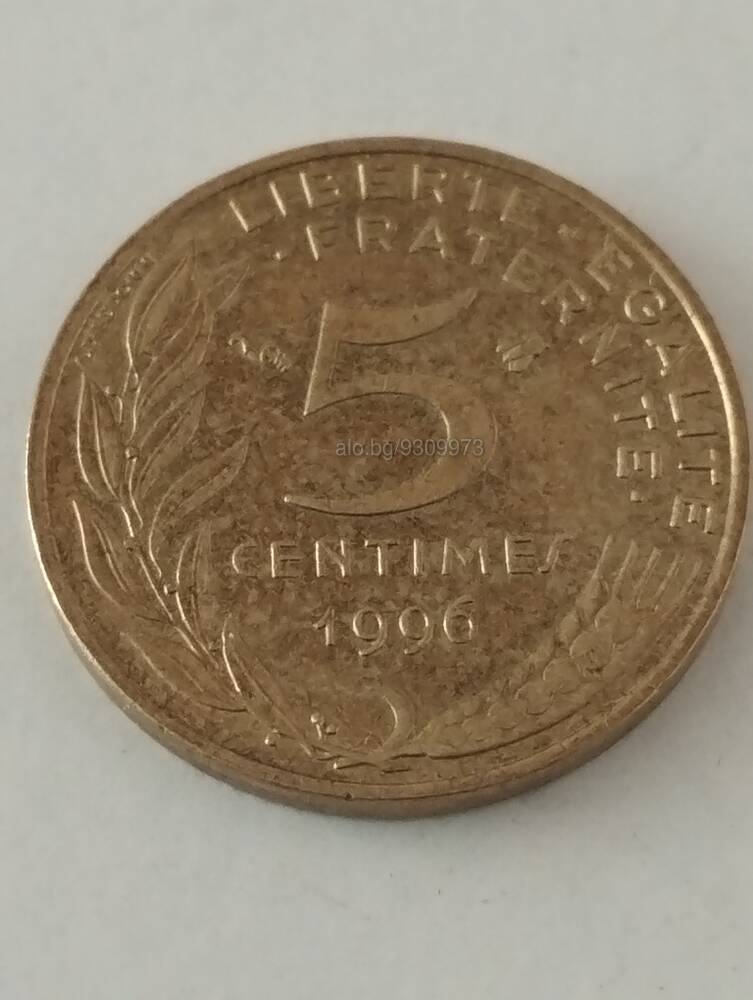 LIBERTE · EGALITE
· FRATERNITE ·
5
alo.bg/9309973
CENTIMES
1996